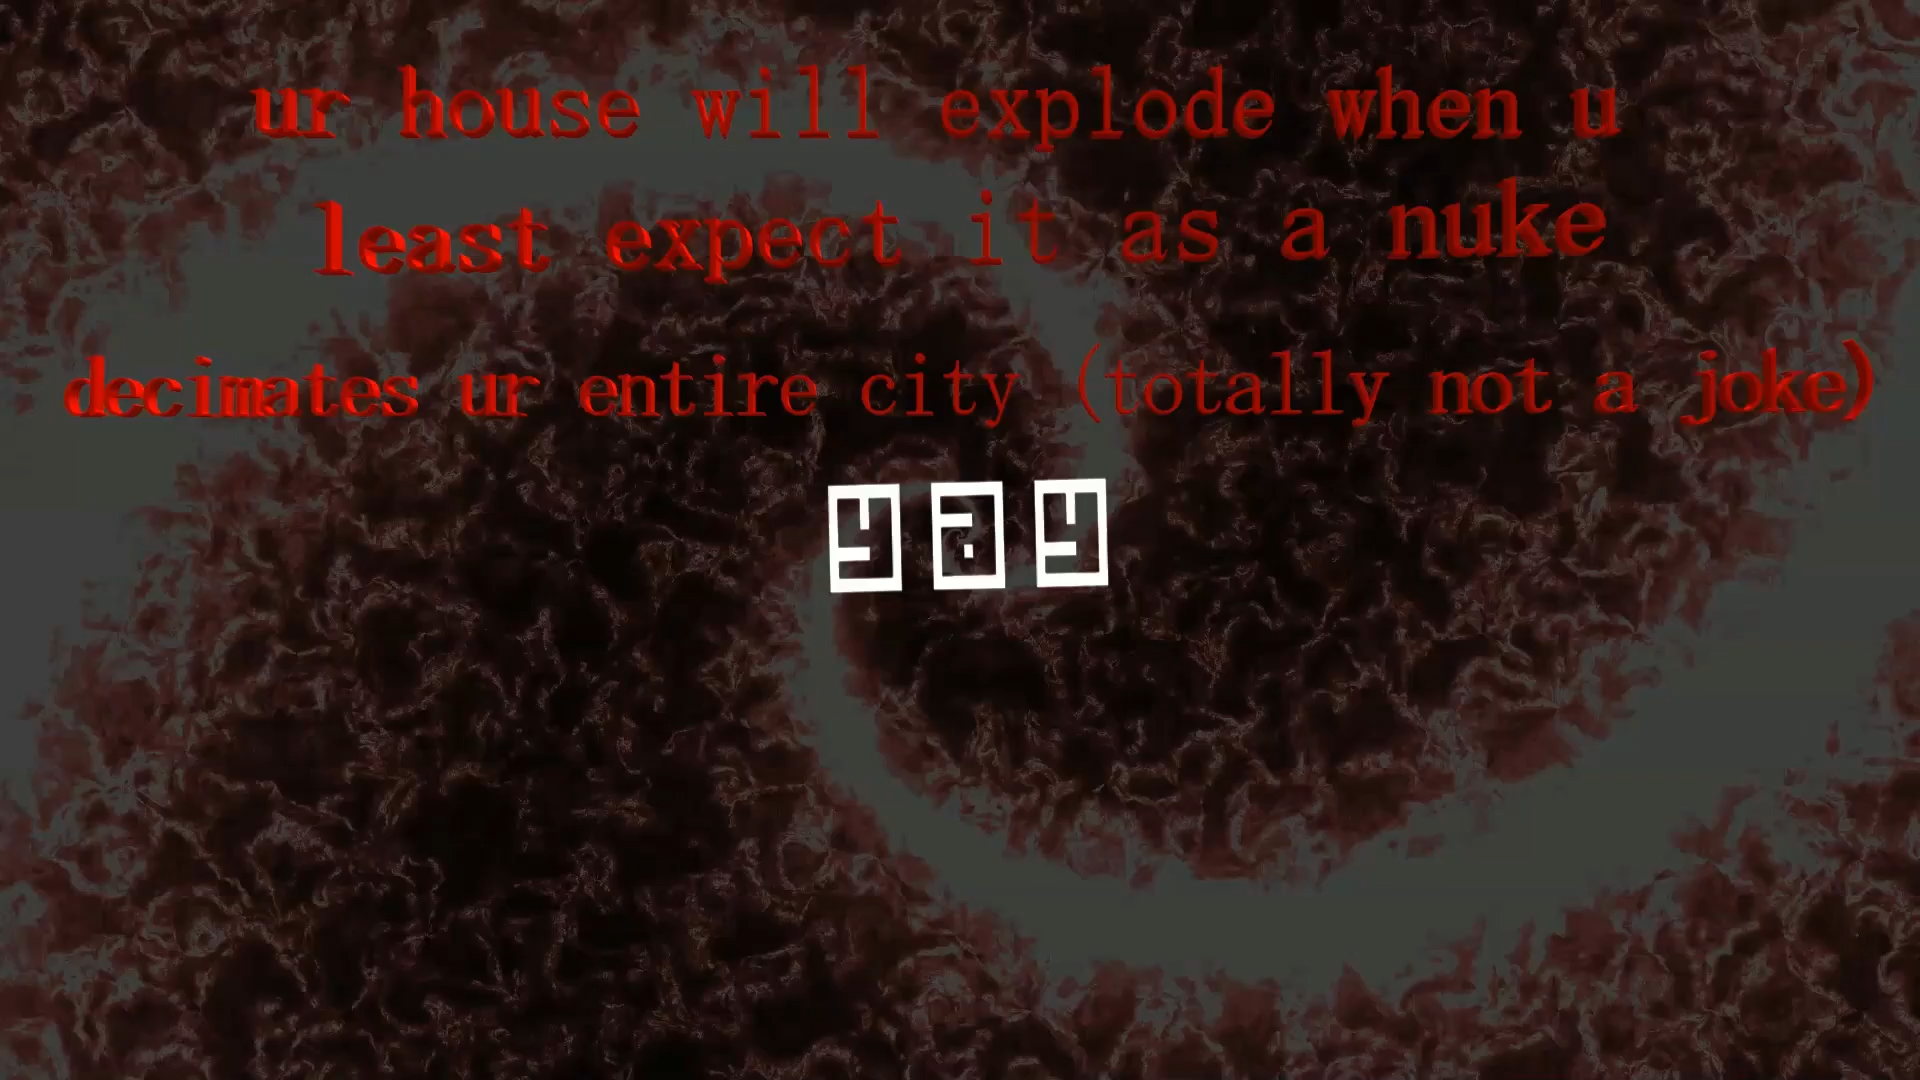 ur house will explode when u
least expect it as a nuke
decimates ur entire city (totally not a joke)
yay